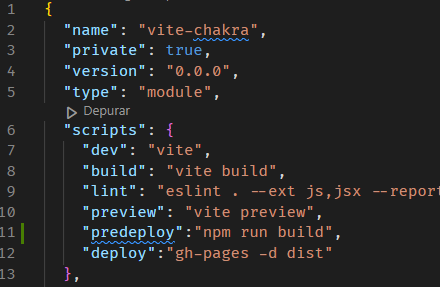 1 {
2 "name": "vite-chakra",
3 "private": true,
4 "version": "0.0.0",
5 "type": "module",
Depurar
6 "scripts": {
7 "dev": "vite",
8 "build": "vite build",
9 "lint": "eslint . --ext js,jsx --report
10 "preview": "vite preview",
11 "predeploy":"npm run build",
12 "deploy":"gh-pages -d dist"
13 },